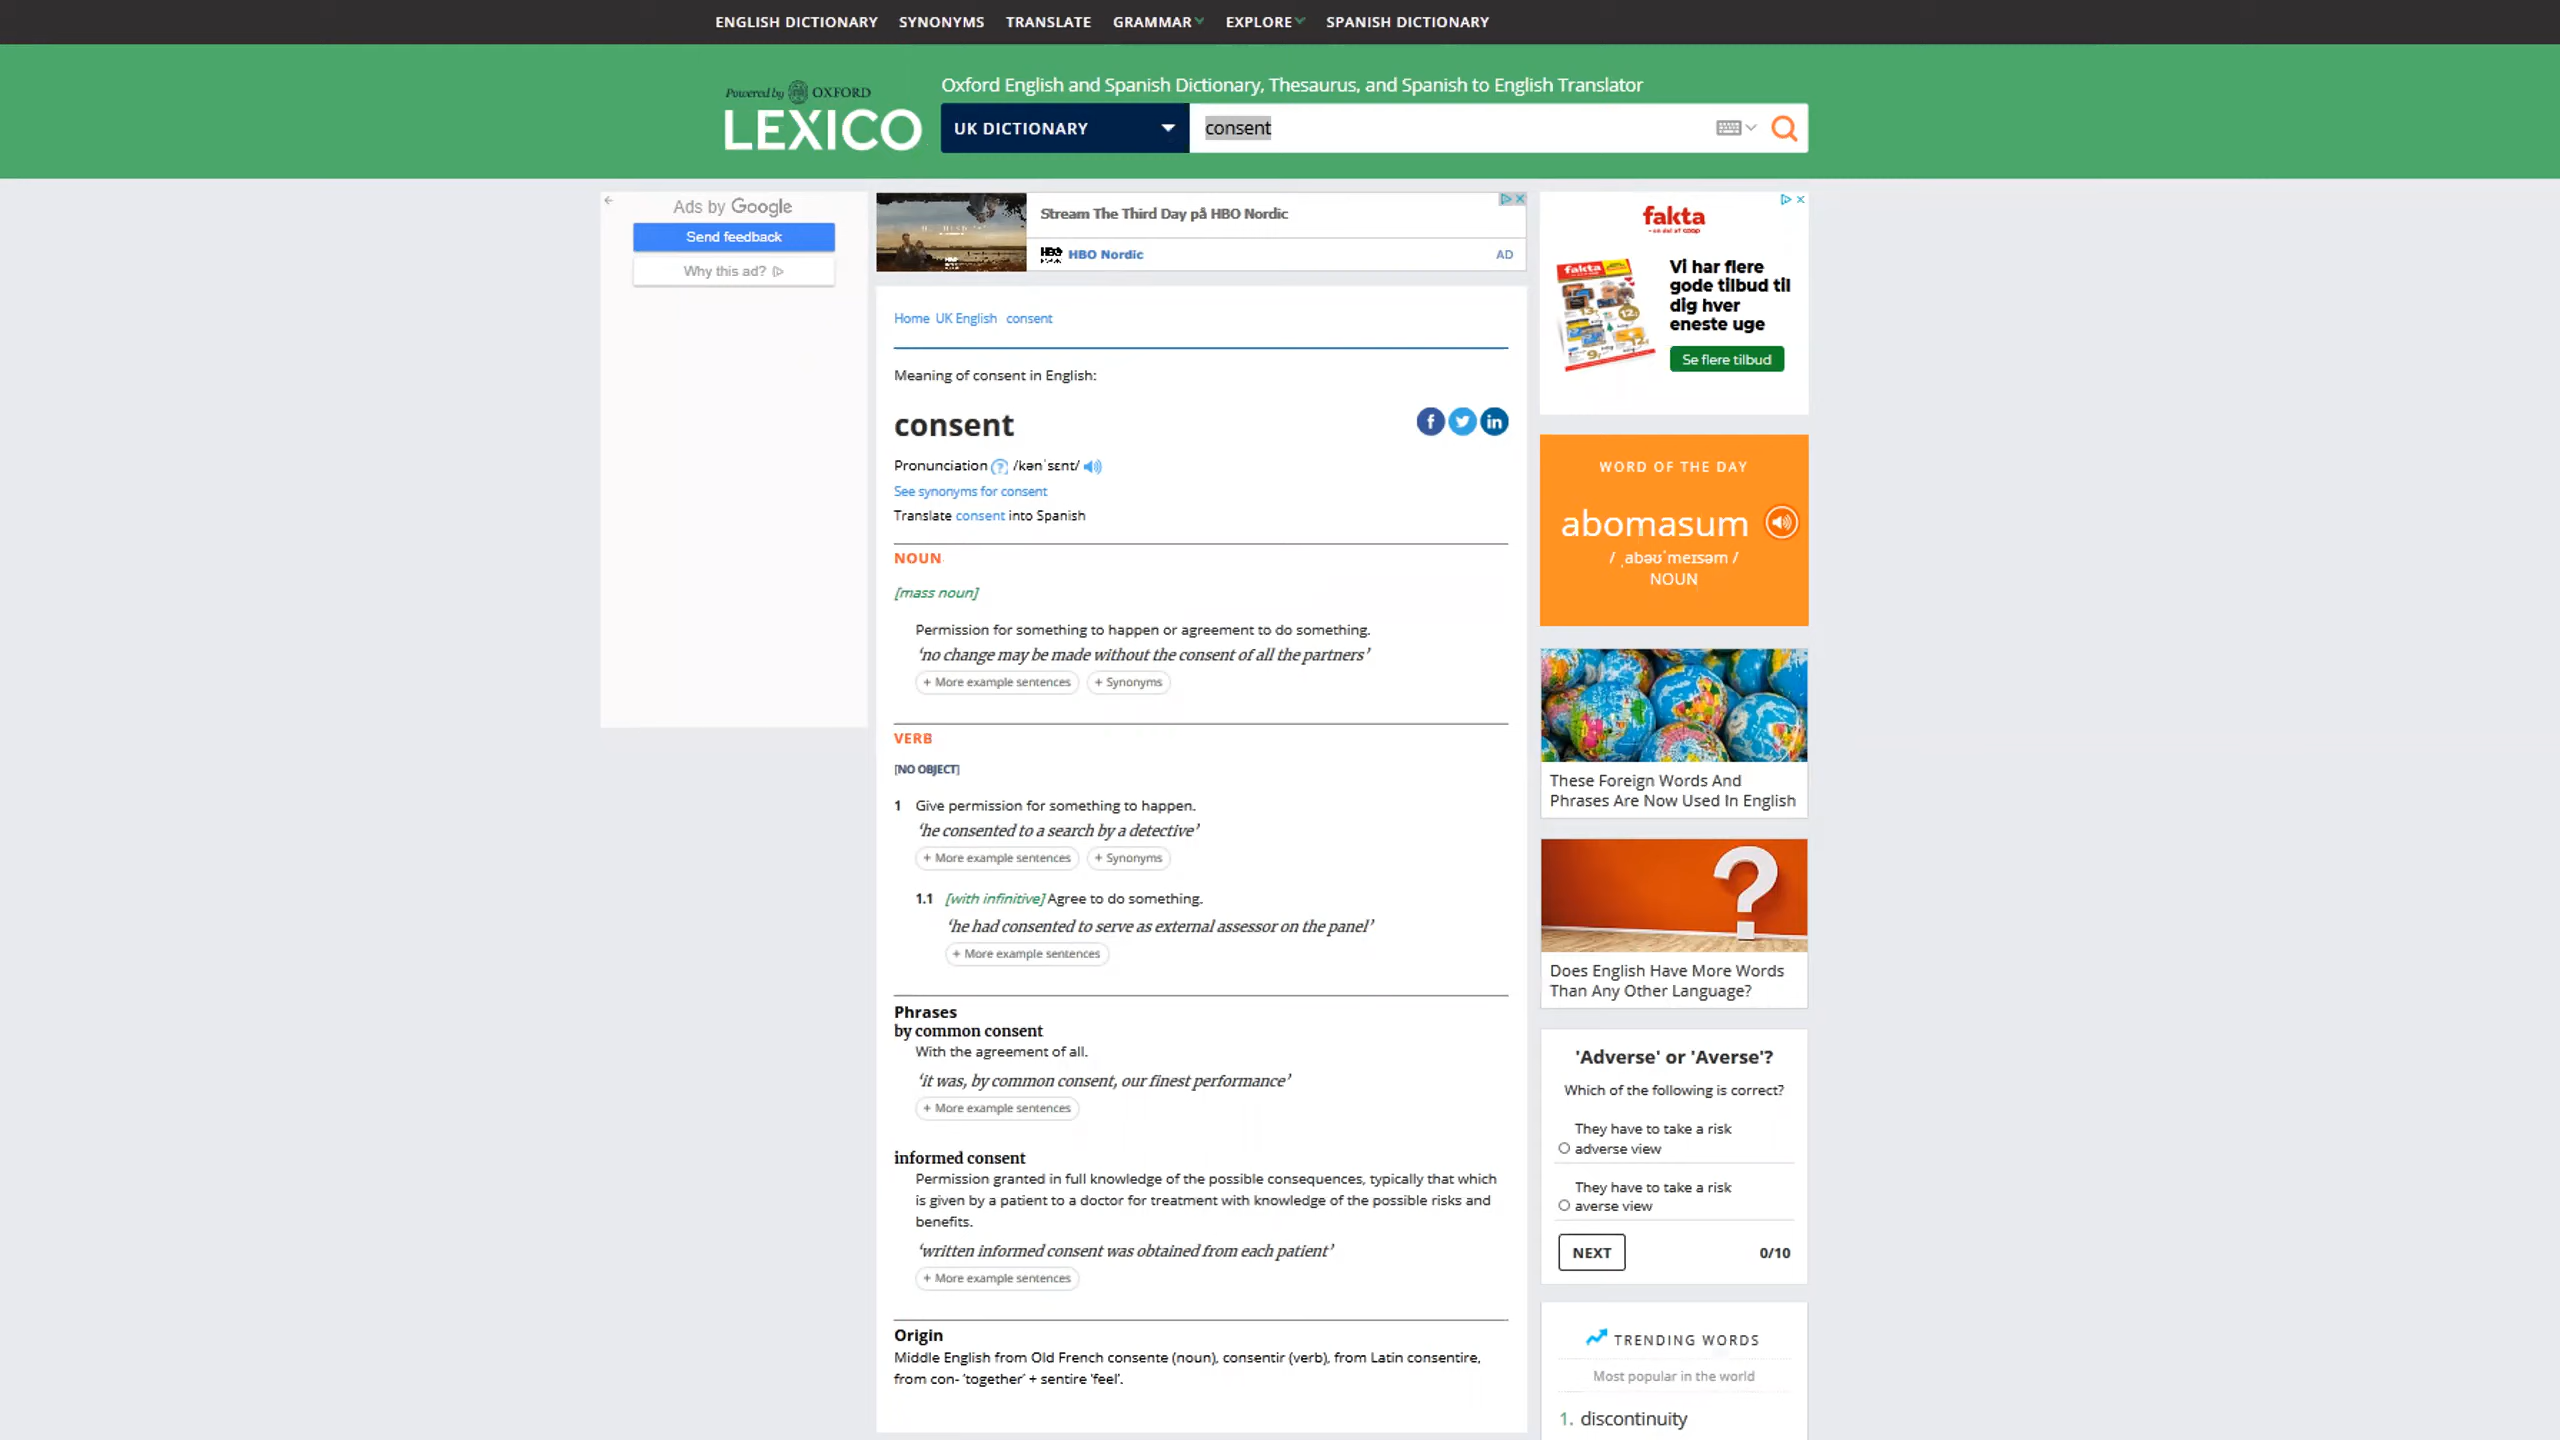 ENGLISH DICTIONARY SYNONYMS TRANSLATE GRAMMAR EXPLORE SPANISH DICTIONARY
Powered by OXFORD
LEXICO
Oxford English and Spanish Dictionary, Thesaurus, and Spanish to English Translator
UK DICTIONARY
consent
Ads by Google
Send feedback
Why this ad?
Stream The Third Day på HBO Nordic
HBO Nordic
AD
Home UK English consent
Meaning of consent in English:
consent
Pronunciation /kənˈsɛnt/
See synonyms for consent
Translate consent into Spanish
NOUN
[mass noun]
Permission for something to happen or agreement to do something.
‘no change may be made without the consent of all the partners’
+ More example sentences + Synonyms
VERB
[NO OBJECT]
1 Give permission for something to happen.
‘he consented to a search by a detective’
+ More example sentences + Synonyms
1.1 [with infinitive] Agree to do something.
‘he had consented to serve as external assessor on the panel’
+ More example sentences
Phrases
by common consent
With the agreement of all.
‘it was, by common consent, our finest performance’
+ More example sentences
informed consent
Permission granted in full knowledge of the possible consequences, typically that which
is given by a patient to a doctor for treatment with knowledge of the possible risks and
benefits.
‘written informed consent was obtained from each patient’
+ More example sentences
Origin
Middle English from Old French consente (noun), consentir (verb), from Latin consentire,
from con- ‘together’ + sentire ‘feel’.
fakta
- en del af coop
fakta
Vi har flere
gode tilbud til
dig hver
eneste uge
Se flere tilbud
WORD OF THE DAY
abomasum
/ ˌabəʊˈmeɪsəm /
NOUN
These Foreign Words And
Phrases Are Now Used In English
?
Does English Have More Words
Than Any Other Language?
'Adverse' or 'Averse'?
Which of the following is correct?
They have to take a risk
adverse view
They have to take a risk
averse view
NEXT 0/10
TRENDING WORDS
Most popular in the world
1. discontinuity